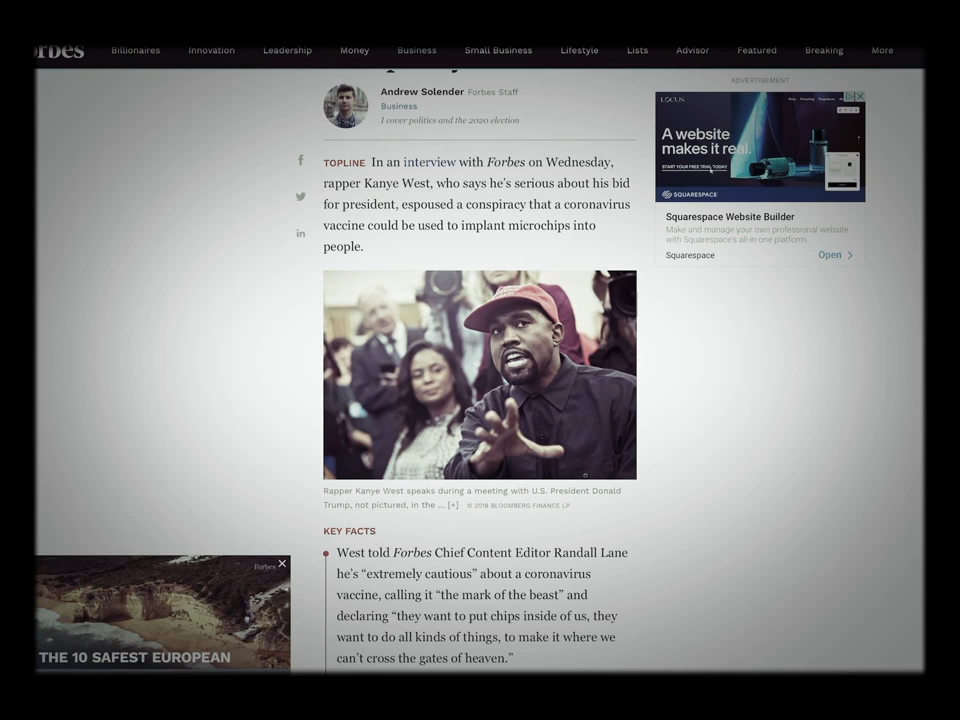 Forbes
Billionaires Innovation Leadership Money Business Small Business Lifestyle Lists Advisor Featured Breaking More
Andrew Solender Forbes Staff
Business
I cover politics and the 2020 election
TOPLINE In an interview with Forbes on Wednesday,
rapper Kanye West, who says he's serious about his bid
for president, espoused a conspiracy that a coronavirus
vaccine could be used to implant microchips into
people.
Rapper Kanye West speaks during a meeting with U.S. President Donald
Trump, not pictured, in the ... [+] © 2018 BLOOMBERG FINANCE LP
KEY FACTS
West told Forbes Chief Content Editor Randall Lane
he's “extremely cautious” about a coronavirus
vaccine, calling it “the mark of the beast” and
declaring “they want to put chips inside of us, they
want to do all kinds of things, to make it where we
can't cross the gates of heaven.”
ADVERTISEMENT
LOCUS
A website
makes it real.
START YOUR FREE TRIAL TODAY
SQUARESPACE
Squarespace Website Builder
Make and manage your own professional website
with Squarespace's all-in-one platform.
Squarespace Open
Forbes
THE 10 SAFEST EUROPEAN